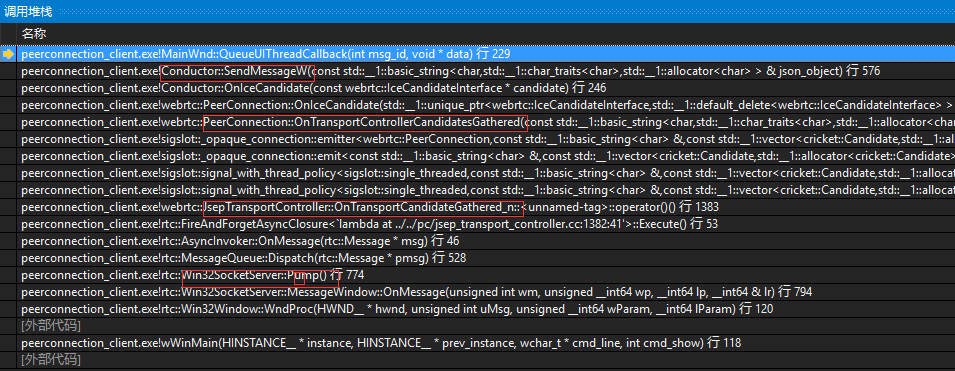 调用堆栈
名称
peerconnection_client.exe!MainWnd::QueueUIThreadCallback(int msg_id, void * data) 行 229
peerconnection_client.exe!Conductor::SendMessageW(const std::__1::basic_string<char,std::__1::char_traits<char>,std::__1::allocator<char> > & json_object) 行 576
peerconnection_client.exe!Conductor::OnIceCandidate(const webrtc::IceCandidateInterface * candidate) 行 246
peerconnection_client.exe!webrtc::PeerConnection::OnIceCandidate(std::__1::unique_ptr<webrtc::IceCandidateInterface,std::__1::default_delete<webrtc::IceCandidateInterface> >
peerconnection_client.exe!webrtc::PeerConnection::OnTransportControllerCandidatesGathered(const std::__1::basic_string<char,std::__1::char_traits<char>,std::__1::allocator<char
peerconnection_client.exe!sigslot::_opaque_connection::emitter<webrtc::PeerConnection,const std::__1::basic_string<char> &,const std::__1::vector<cricket::Candidate,std::__1::a
peerconnection_client.exe!sigslot::_opaque_connection::emit<const std::__1::basic_string<char> &,const std::__1::vector<cricket::Candidate,std::__1::allocator<cricket::Candidate>
peerconnection_client.exe!sigslot::signal_with_thread_policy<sigslot::single_threaded,const std::__1::basic_string<char> &,const std::__1::vector<cricket::Candidate,std::__1::alloca
peerconnection_client.exe!sigslot::signal_with_thread_policy<sigslot::single_threaded,const std::__1::basic_string<char> &,const std::__1::vector<cricket::Candidate,std::__1::alloca
peerconnection_client.exe!webrtc::JsepTransportController::OnTransportCandidateGathered_n::<unnamed-tag>::operator()() 行 1383
peerconnection_client.exe!rtc::FireAndForgetAsyncClosure<`lambda at ../../pc/jsep_transport_controller.cc:1382:41'>::Execute() 行 53
peerconnection_client.exe!rtc::AsyncInvoker::OnMessage(rtc::Message * msg) 行 46
peerconnection_client.exe!rtc::MessageQueue::Dispatch(rtc::Message * pmsg) 行 528
peerconnection_client.exe!rtc::Win32SocketServer::Pump() 行 774
peerconnection_client.exe!rtc::Win32SocketServer::MessageWindow::OnMessage(unsigned int wm, unsigned __int64 wp, __int64 lp, __int64 & lr) 行 794
peerconnection_client.exe!rtc::Win32Window::WndProc(HWND__ * hwnd, unsigned int uMsg, unsigned __int64 wParam, __int64 lParam) 行 120
[外部代码]
peerconnection_client.exe!wWinMain(HINSTANCE__ * instance, HINSTANCE__ * prev_instance, wchar_t * cmd_line, int cmd_show) 行 118
[外部代码]